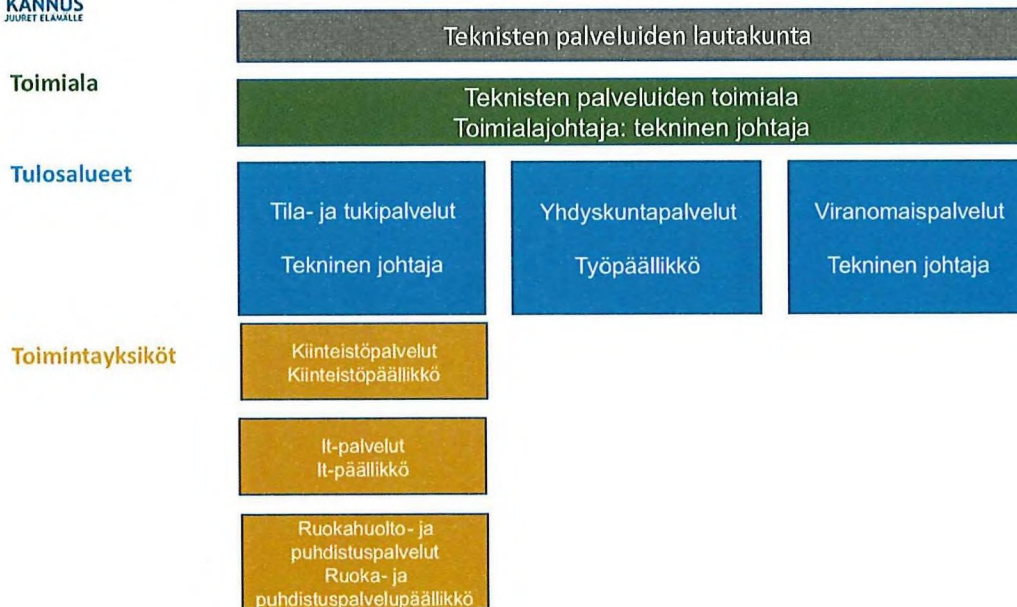 KANNUS
JUURET ELÄVÄLLE
Teknisten palveluiden lautakunta
Toimiala
Teknisten palveluiden toimiala
Toimialajohtaja: tekninen johtaja
Tulosalueet
Tila- ja tukipalvelut
Tekninen johtaja
Yhdyskuntapalvelut
Työpäällikkö
Viranomaispalvelut
Tekninen johtaja
Toimintayksiköt
Kiinteistöpalvelut
Kiinteistöpäällikkö
It-palvelut
It-päällikkö
Ruokahuolto- ja
puhdistuspalvelut
Ruoka- ja
puhdistuspalvelupäällikkö